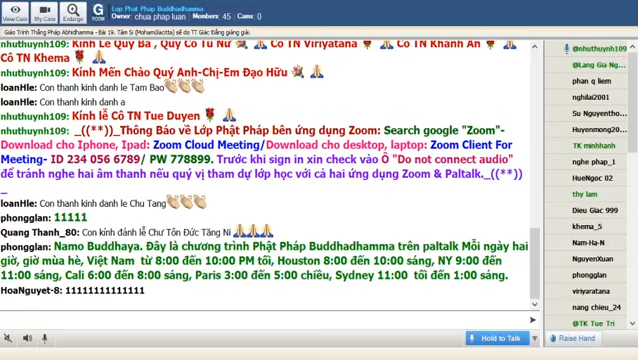 View Cam
My Cam
Enlarge
G
ROOM
Lop Phat Phap Buddhadhamma
Owner: chua phap luan / Members: 45 / Cams: 0
Giáo Trình Thắng Pháp Abhidhamma - Bài 19. Tâm Si (Mohamūlacitta) sẽ do TT Giác Đẳng giảng giải.
nhuthuynh109: Kính Lễ Quý Bà , Quý Cô Tu Nữ Cô TN Viriyatana Cô TN Khánh An
Cô TN Khema
nhuthuynh109: Kính Mến Chào Quý Anh-Chị-Em Đạo Hữu
loanHle: Con thanh kinh danh le Tam Bao
loanHle: Con thanh kinh danh a
nhuthuynh109: Kính lễ Cô TN Tue Duyen
nhuthuynh109: _((**))_Thông Báo về Lớp Phật Pháp bên ứng dụng Zoom: Search google "Zoom"-
Download cho Iphone, Ipad: Zoom Cloud Meeting/Download cho desktop, laptop: Zoom Client For
Meeting- ID 234 056 6789/ PW 778899. Trước khi sign in xin check vào Ô "Do not connect audio"
để tránh nghe hai âm thanh nếu quý vị tham dự lớp học với cả hai ứng dụng Zoom & Paltalk._((**))
_
loanHle: Con thanh kinh danh le Chu Tang
phongglan: 11111
Quang Thanh_80: Con kính đảnh lễ Chư Tôn Đức Tăng Ni
phongglan: Namo Buddhaya. Đây là chương trình Phật Pháp Buddhadhamma trên paltalk Mỗi ngày hai
giờ, giờ mùa hè, Việt Nam từ 8:00 đến 10:00 PM tối, Houston 8:00 đến 10:00 sáng, NY 9:00 đến
11:00 sáng, Cali 6:00 đến 8:00 sáng, Paris 3:00 đến 5:00 chiều, Sydney 11:00 tối đến 1:00 sáng.
HoaNguyet-8: 11111111111111
Hold to Talk
@nhuthuynh109
@Lang Gia Ng
phan q liem
nghilai2001
Su Nguyentho
Huyenmong20
TK minhhanh
nghe phap_1
HueNgoc 02
thy lam
Dieu Giac 999
khema_5
Nam-Ha-N
NguyenXuan
phongglan
viriyaratana
nang chieu_24
@TK Tue Tri
Raise Hand